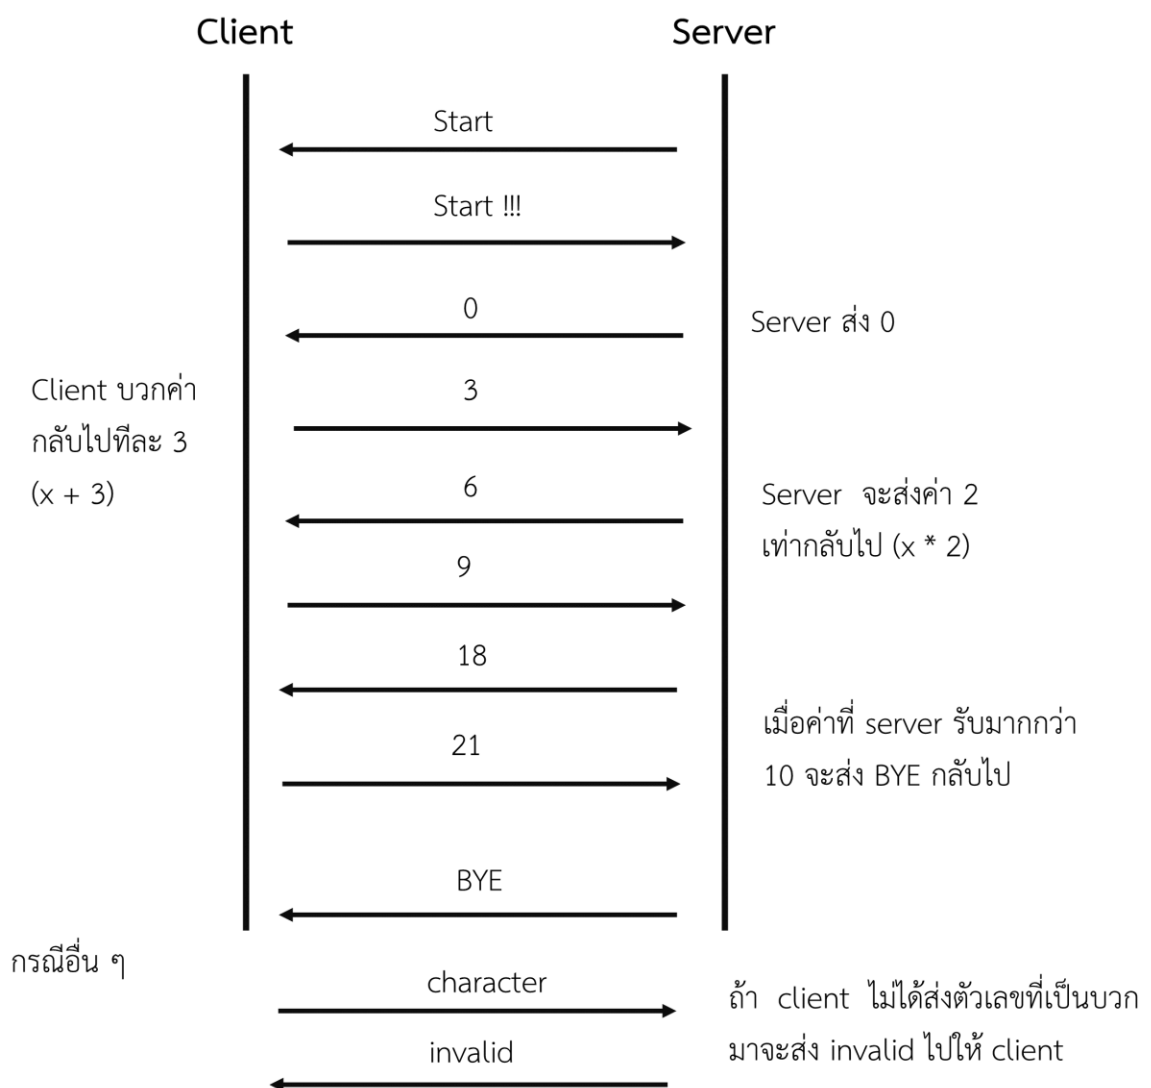 Client
Server
Start
Start !!!
0
Server ส่ง 0
Client บวกค่า
กลับไปทีละ 3
(x + 3)
3
6
Server จะส่งค่า 2
เท่ากลับไป (x * 2)
9
18
21
เมื่อค่าที่ server รับมากกว่า
10 จะส่ง BYE กลับไป
BYE
กรณีอื่น ๆ
character
ถ้า client ไม่ได้ส่งตัวเลขที่เป็นบวก
มาจะส่ง invalid ไปให้ client
invalid